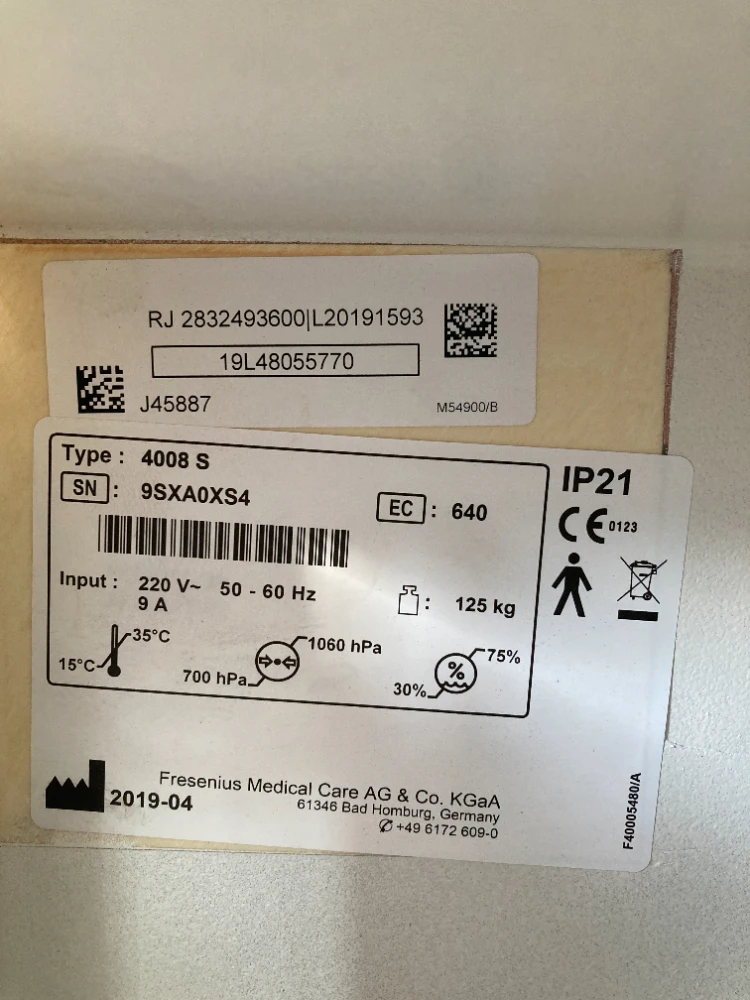 RJ 2832493600|L20191593
19L48055770
J45887
M54900/B
Type : 4008 S
SN : 9SXA0XS4
EC : 640
Input : 220 V~ 50 - 60 Hz
9 A
125 kg
15°C
35°C
700 hPa
1060 hPa
%
30%
75%
IP21
CE 0123
2019-04
Fresenius Medical Care AG & Co. KGaA
61346 Bad Homburg, Germany
✆ +49 6172 609-0
F40005480/A